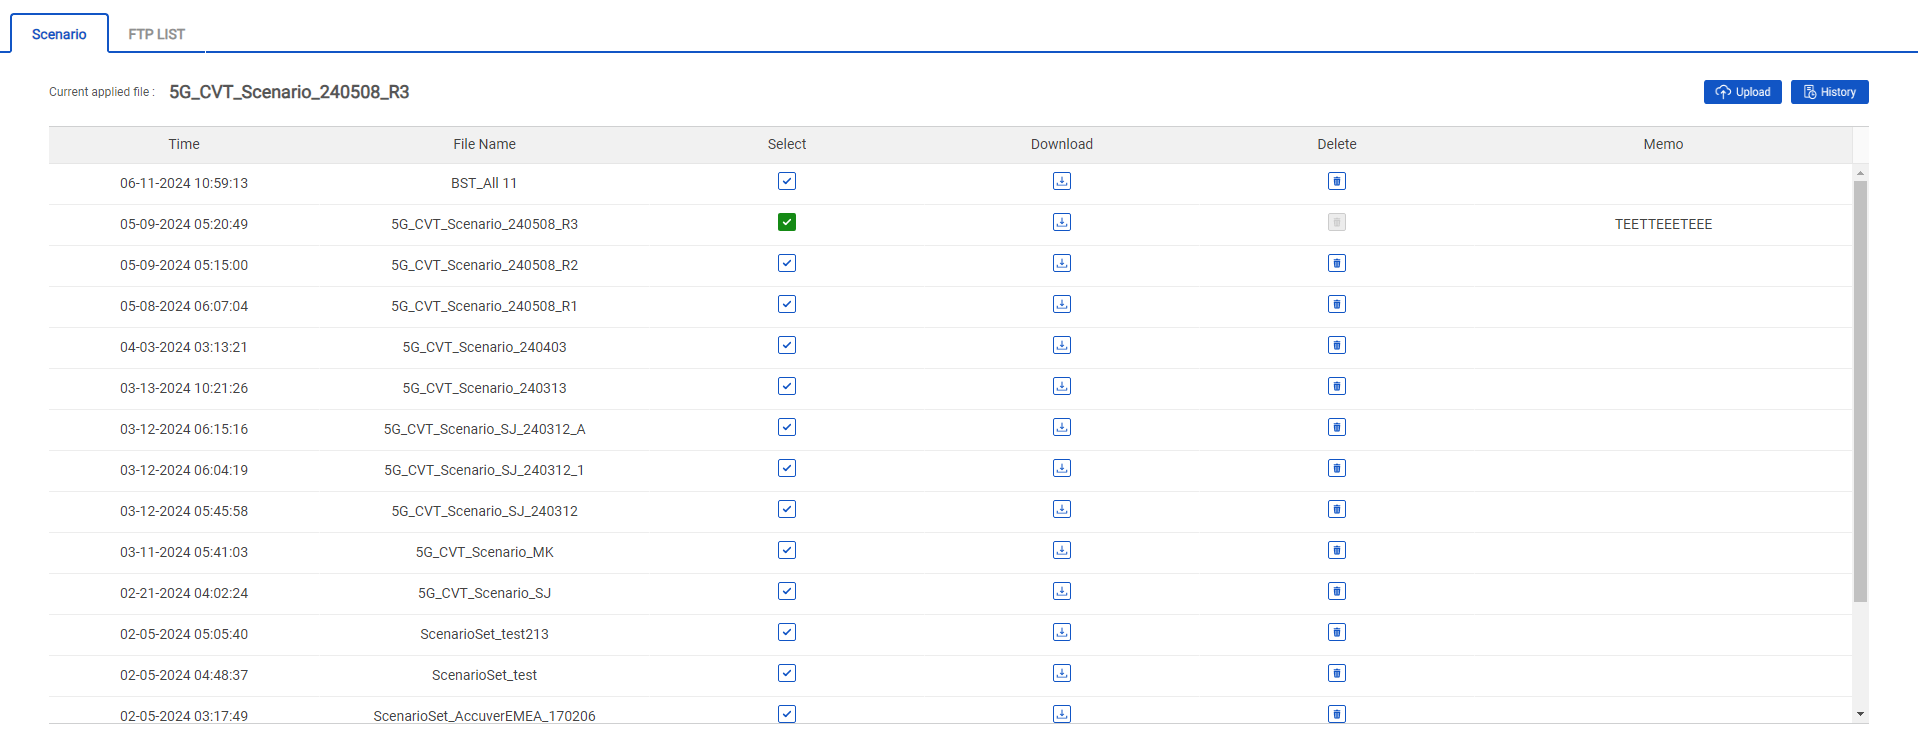 Scenario FTP LIST
Current applied file : 5G_CVT_Scenario_240508_R3 Upload History
Time File Name Select Download Delete Memo
06-11-2024 10:59:13 BST_All 11
05-09-2024 05:20:49 5G_CVT_Scenario_240508_R3 TEETTEEETEEE
05-09-2024 05:15:00 5G_CVT_Scenario_240508_R2
05-08-2024 06:07:04 5G_CVT_Scenario_240508_R1
04-03-2024 03:13:21 5G_CVT_Scenario_240403
03-13-2024 10:21:26 5G_CVT_Scenario_240313
03-12-2024 06:15:16 5G_CVT_Scenario_SJ_240312_A
03-12-2024 06:04:19 5G_CVT_Scenario_SJ_240312_1
03-12-2024 05:45:58 5G_CVT_Scenario_SJ_240312
03-11-2024 05:41:03 5G_CVT_Scenario_MK
02-21-2024 04:02:24 5G_CVT_Scenario_SJ
02-05-2024 05:05:40 ScenarioSet_test213
02-05-2024 04:48:37 ScenarioSet_test
02-05-2024 03:17:49 ScenarioSet_AccuverEMEA_170206